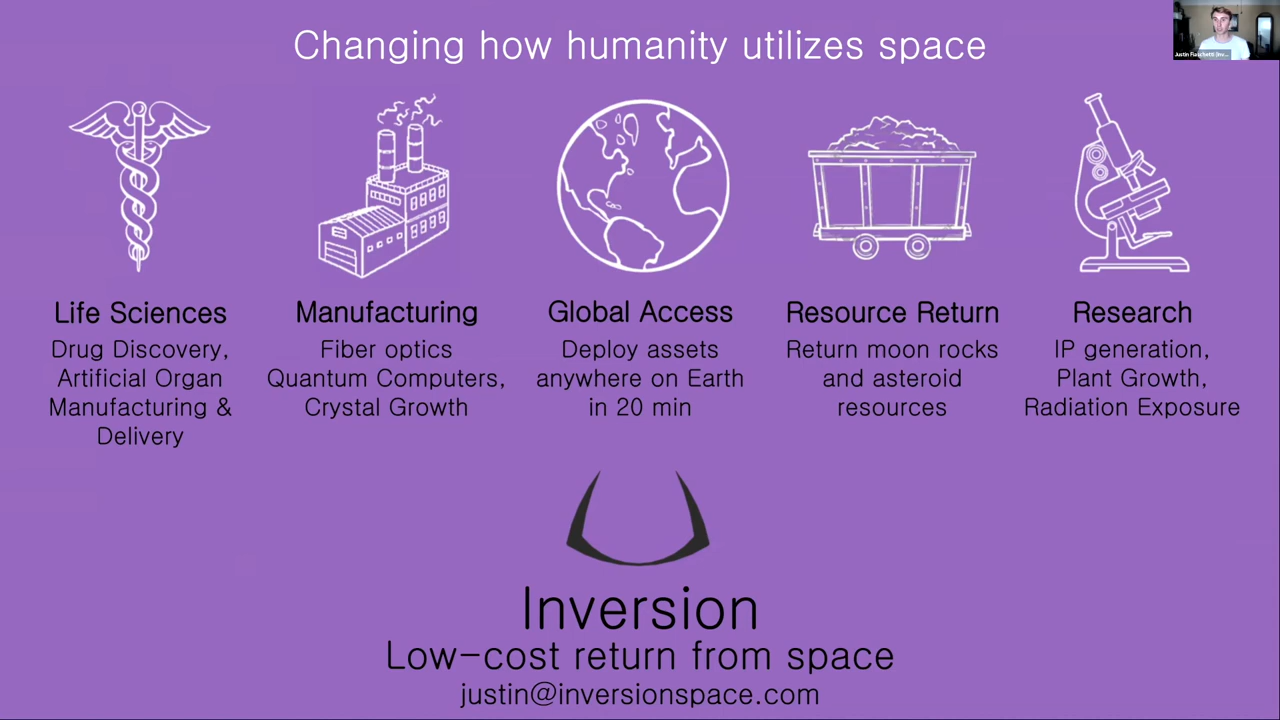 Changing how humanity utilizes space
Life Sciences
Drug Discovery,
Artificial Organ
Manufacturing &
Delivery
Manufacturing
Fiber optics
Quantum Computers,
Crystal Growth
Global Access
Deploy assets
anywhere on Earth
in 20 min
Resource Return
Return moon rocks
and asteroid
resources
Research
IP generation,
Plant Growth,
Radiation Exposure
Inversion
Low-cost return from space
justin@inversionspace.com
Justin